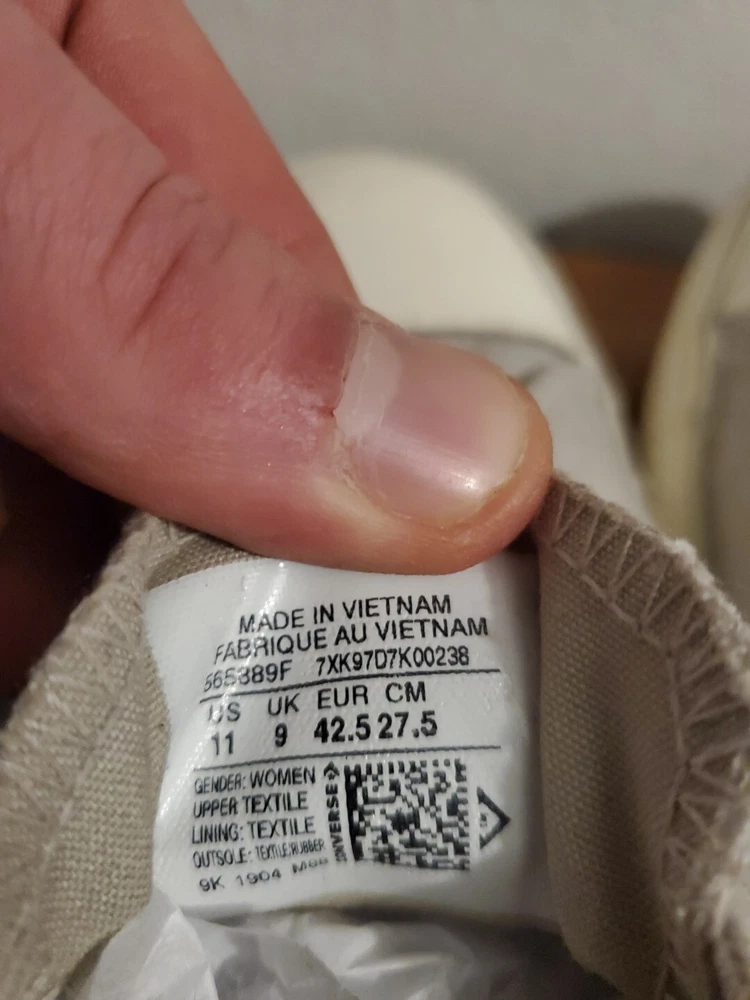 MADE IN VIETNAM
FABRIQUE AU VIETNAM
565389F 7XK97D7K00238
US UK EUR CM
11 9 42.5 27.5
GENDER: WOMEN
UPPER TEXTILE
LINING: TEXTILE
OUTSOLE: TEXTILE/RUBBER
9K 1904